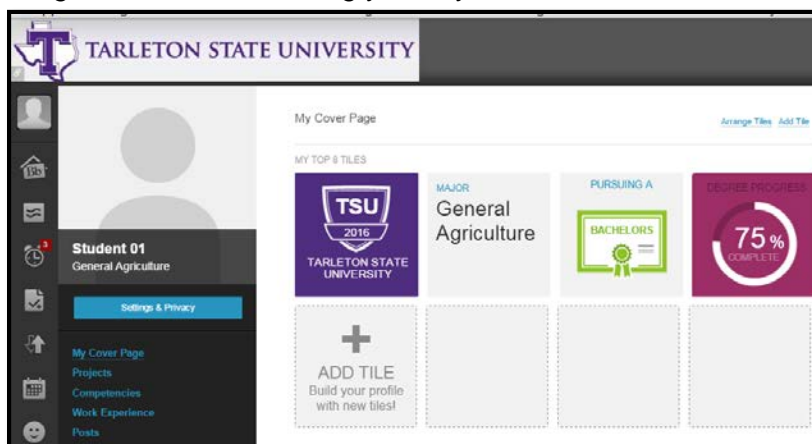 TARLETON STATE UNIVERSITY
My Cover Page
Arrange Tiles Add Tile
MY TOP 8 TILES
TSU
2016
TARLETON STATE
UNIVERSITY
MAJOR
General
Agriculture
PURSUING A
BACHELORS
DEGREE PROGRESS
75%
COMPLETE
Bb
3
Student 01
General Agriculture
Settings & Privacy
My Cover Page
Projects
Competencies
Work Experience
Posts
ADD TILE
Build your profile
with new tiles!